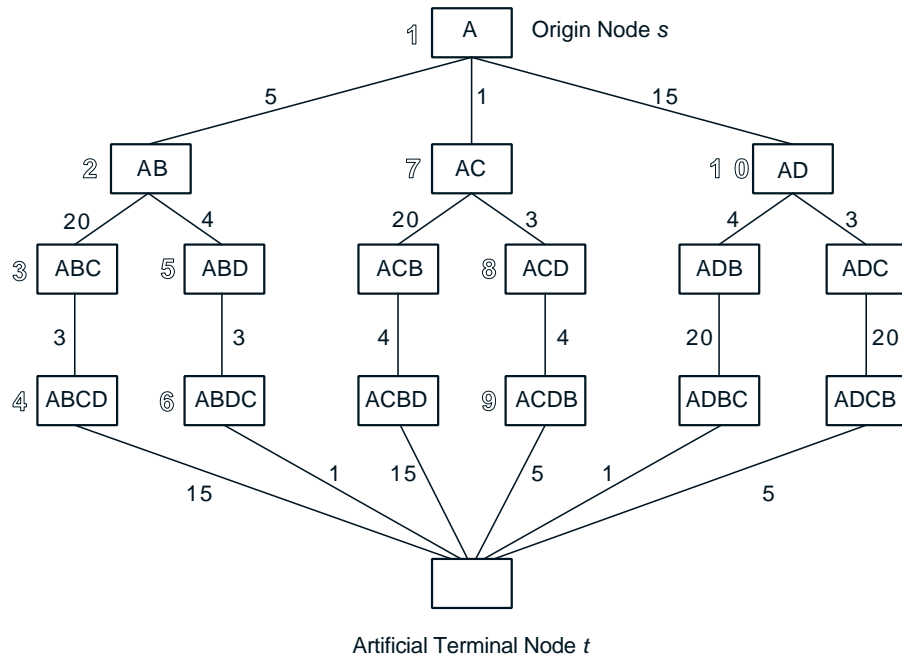 1 A Origin Node s
5 1 15
2 AB 7 AC 1 0 AD
20 4 20 3 4 3
3 ABC 5 ABD ACB 8 ACD ADB ADC
3 3 4 4 20 20
4 ABCD 6 ABDC ACBD 9 ACDB ADBC ADCB
15 1 15 5 1 5
Artificial Terminal Node t